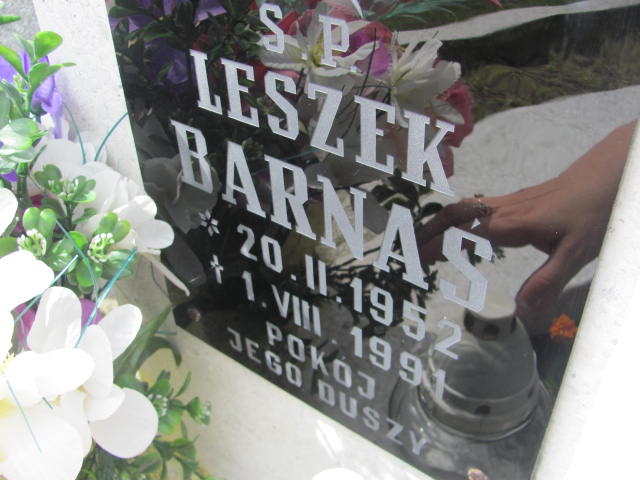 Ś P.
LESZEK
BARNAŚ
* 20.II.1952
† 1.VIII.1991
POKÓJ
JEGO DUSZY